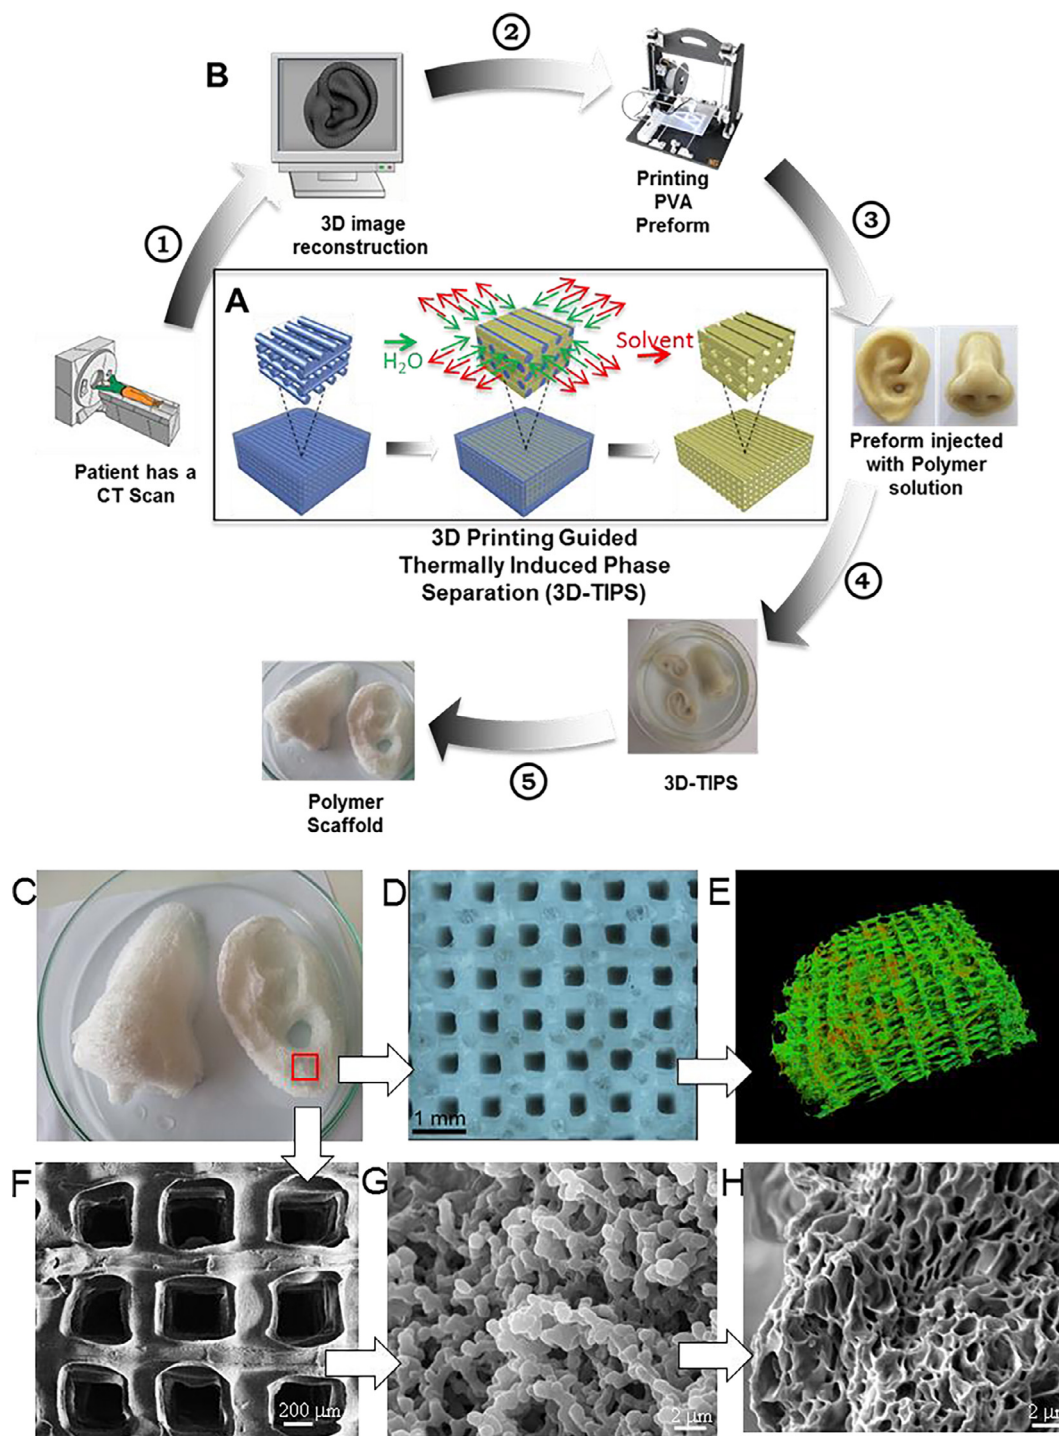 B
②
3D image
reconstruction
Printing
PVA
Preform
①
③
A
H₂O
Solvent
Patient has a
CT Scan
Preform injected
with Polymer
solution
3D Printing Guided
Thermally Induced Phase
Separation (3D-TIPS)
④
3D-TIPS
⑤
Polymer
Scaffold
C
D
1 mm
E
F
200 μm
G
2 μm
H
2 μm